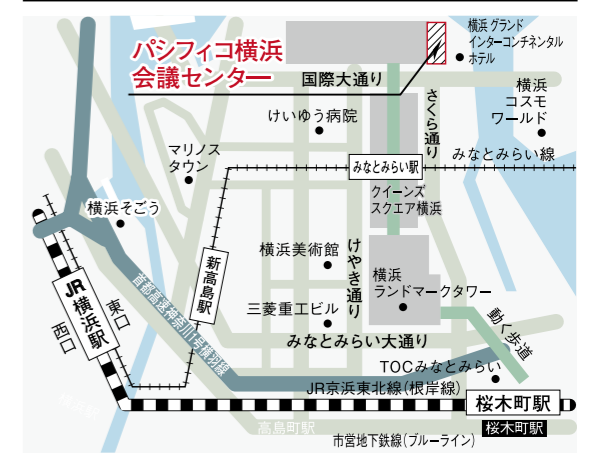 横浜 グランド
インターコンチネンタル
ホテル
パシフィコ横浜
会議センター
国際大通り
さくら通り
横浜
コスモ
ワールド
けいゆう病院
マリノス
タウン
みなとみらい駅
みなとみらい線
クイーンズ
スクエア横浜
横浜そごう
新高島駅
横浜美術館
けやき通り
横浜
ランドマークタワー
JR横浜駅
東口
西口
首都高速神奈川1号横羽線
三菱重工ビル
動く歩道
みなとみらい大通り
TOCみなとみらい
JR京浜東北線(根岸線)
桜木町駅
高島町駅
桜木町駅
市営地下鉄線(ブルーライン)